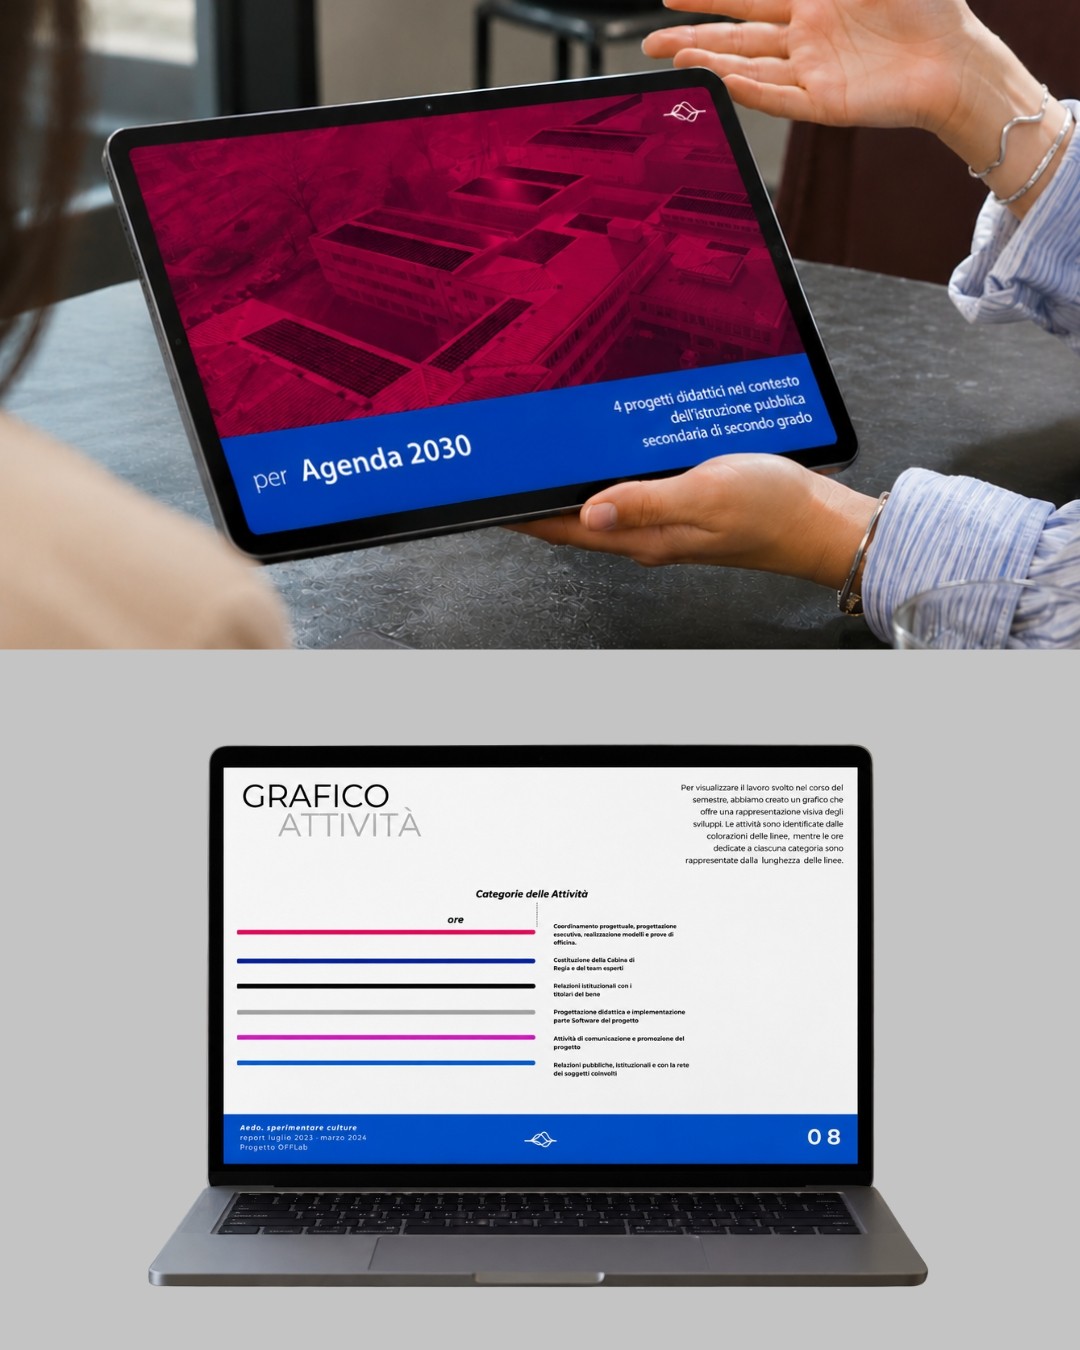 per Agenda 2030
4 progetti didattici nel contesto
dell'istruzione pubblica
secondaria di secondo grado
GRAFICO
ATTIVITÀ
Per visualizzare il lavoro svolto nel corso del
semestre, abbiamo creato un grafico che
offre una rappresentazione visiva degli
sviluppi. Le attività sono identificate dalle
colorazioni delle linee, mentre le ore
dedicate a ciascuna categoria sono
rappresentate dalla lunghezza delle linee.
Categorie delle Attività
ore
Coordinamento progettuale, progettazione
esecutiva, realizzazione modelli e prove di
officina.
Costituzione della Cabina di
Regia e del team esperti
Relazioni istituzionali con i
titolari del bene
Progettazione didattica e implementazione
parte Software del progetto
Attività di comunicazione e promozione del
progetto
Relazioni pubbliche, istituzionali e con la rete
dei soggetti coinvolti
Aedo. sperimentare culture
report luglio 2023 - marzo 2024
Progetto OFFLab
08